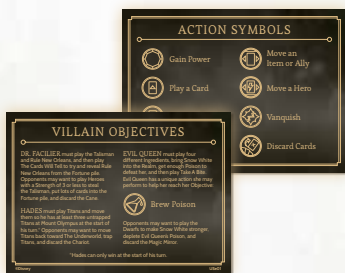 ACTION SYMBOLS
Gain Power
Move an
Item or Ally
Play a Card
Move a Hero
Vanquish
Discard Cards
VILLAIN OBJECTIVES
DR. FACILIER must play the Talisman
and Rule New Orleans, and then play
The Cards Will Tell to try and reveal Rule
New Orleans from the Fortune pile.
Opponents may want to play Heroes
with a Strength of 3 or less to steal
the Talisman, put lots of cards into the
Fortune pile, and discard the Cane.
HADES must play Titans and move
them so he has at least three untapped
Titans at Mount Olympus at the start of
his turn.* Opponents may want to move
Titans back toward The Underworld, trap
Titans, and discard the Chariot.
EVIL QUEEN must play four
different Ingredients, bring Snow White
into the Realm, get enough Poison to
defeat her, and then play Take A Bite.
Evil Queen has a unique action she may
perform to help her reach her Objective:
Brew Poison
Opponents may want to play the
Dwarfs to make Snow White stronger,
displete Evil Queen's Poison, and
discard the Magic Mirror.
*Hades can only win at the start of his turn.
©Disney